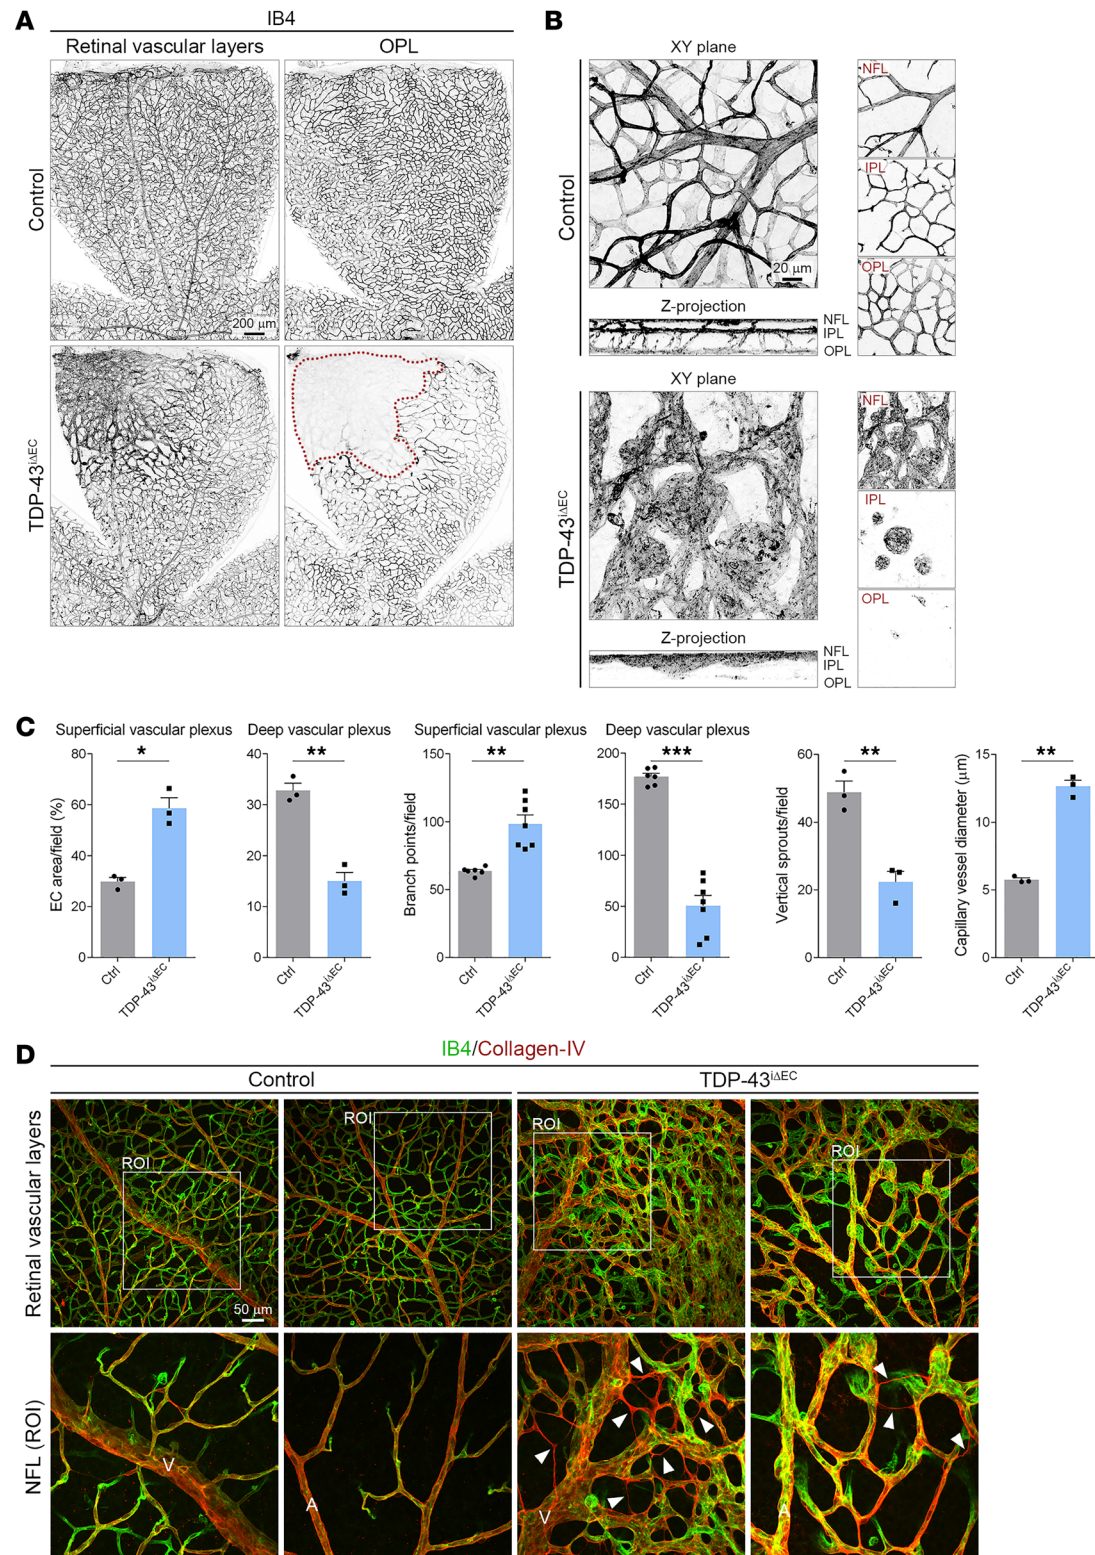 A
IB4
Retinal vascular layers
OPL
Control
200 μm
TDP-43iΔEC
B
XY plane
Control
20 μm
NFL
IPL
OPL
Z-projection
NFL
IPL
OPL
XY plane
TDP-43iΔEC
NFL
IPL
OPL
Z-projection
NFL
IPL
OPL
C
Superficial vascular plexus
EC area/field (%)
80
60
40
20
0
*
Ctrl
TDP-43iΔEC
Deep vascular plexus
40
30
20
10
0
**
Ctrl
TDP-43iΔEC
Superficial vascular plexus
Branch points/field
150
100
50
0
**
Ctrl
TDP-43iΔEC
Deep vascular plexus
200
150
100
50
0
***
Ctrl
TDP-43iΔEC
Vertical sprouts/field
60
40
20
0
**
Ctrl
TDP-43iΔEC
Capillary vessel diameter (μm)
15
10
5
0
**
Ctrl
TDP-43iΔEC
D
IB4/Collagen-IV
Control
TDP-43iΔEC
Retinal vascular layers
ROI
50 μm
ROI
ROI
ROI
NFL (ROI)
V
A
V
A